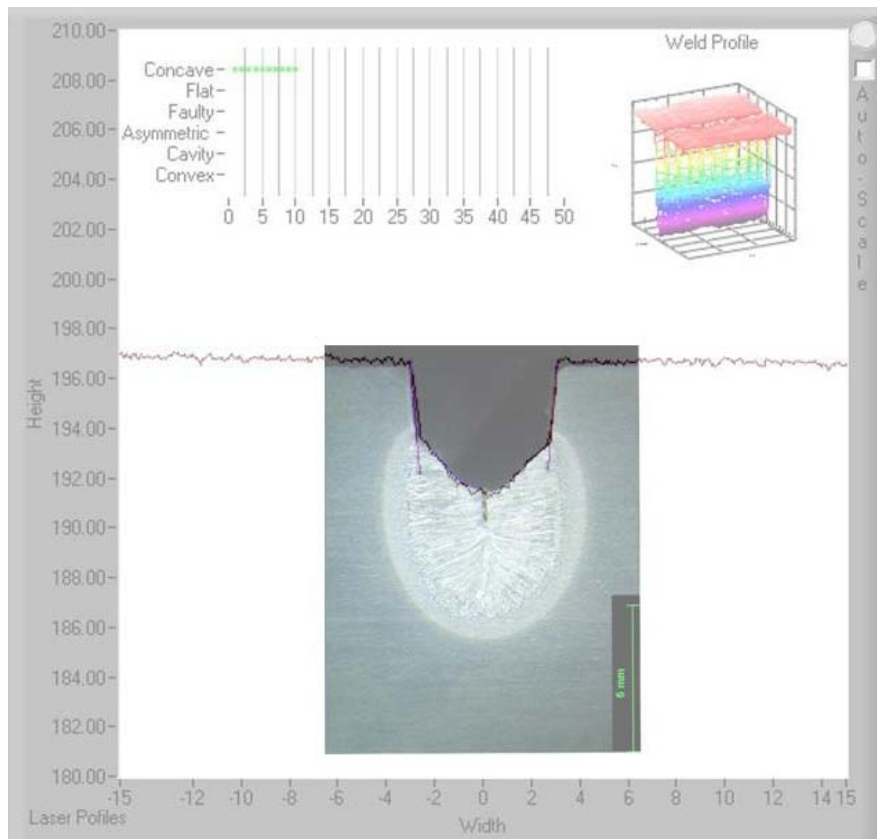 210.00
208.00
206.00
204.00
202.00
200.00
198.00
196.00
194.00
192.00
190.00
188.00
186.00
184.00
182.00
180.00
Height
Concave
Flat
Faulty
Asymmetric
Cavity
Convex
0 5 10 15 20 25 30 35 40 45 50
Weld Profile
Auto-Scale
6 mm
-15 -12 -10 -8 -6 -4 -2 0 2 4 6 8 10 12 14 15
Laser Pofiles
Width